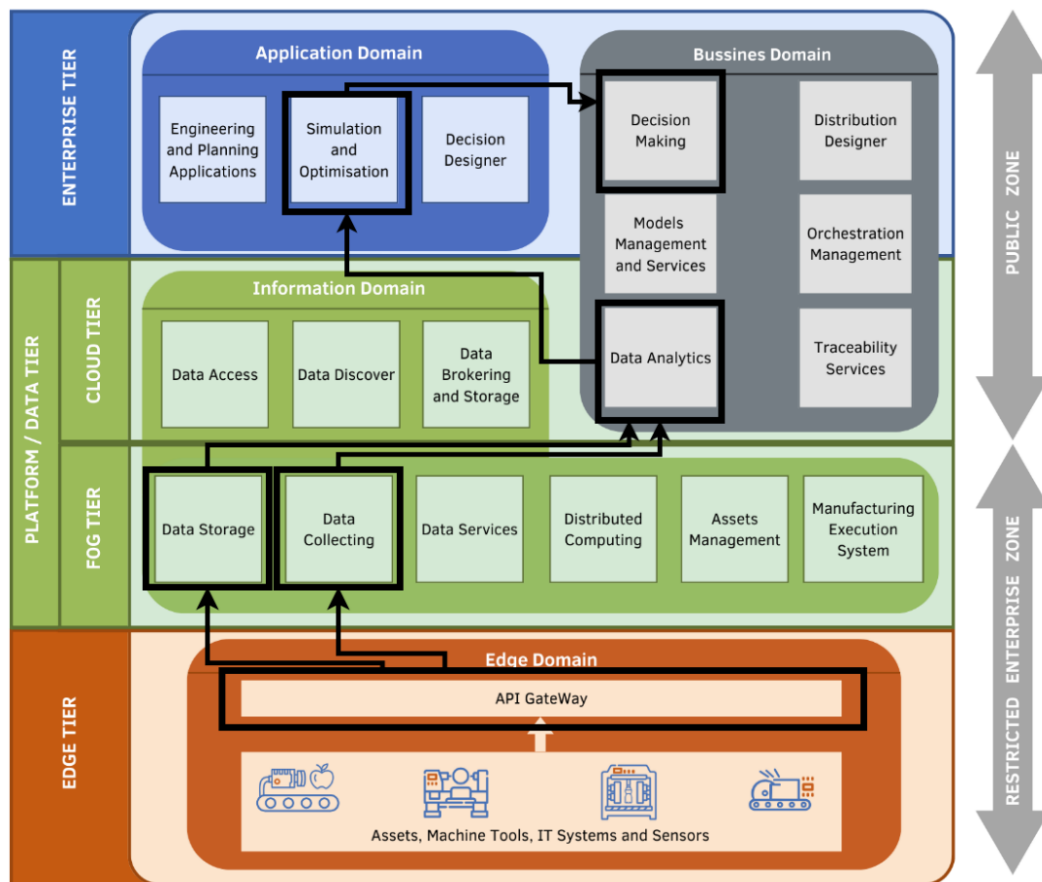 ENTERPRISE TIER
Application Domain
Engineering
and Planning
Applications
Simulation
and
Optimisation
Decision
Designer
Bussines Domain
Decision
Making
Distribution
Designer
Models
Management
and Services
Orchestration
Management
Data Analytics
Traceability
Services
PUBLIC ZONE
PLATFORM / DATA TIER
CLOUD TIER
Information Domain
Data Access
Data Discover
Data
Brokering
and Storage
FOG TIER
Data Storage
Data
Collecting
Data Services
Distributed
Computing
Assets
Management
Manufacturing
Execution
System
RESTRICTED ENTERPRISE ZONE
EDGE TIER
Edge Domain
API GateWay
Assets, Machine Tools, IT Systems and Sensors